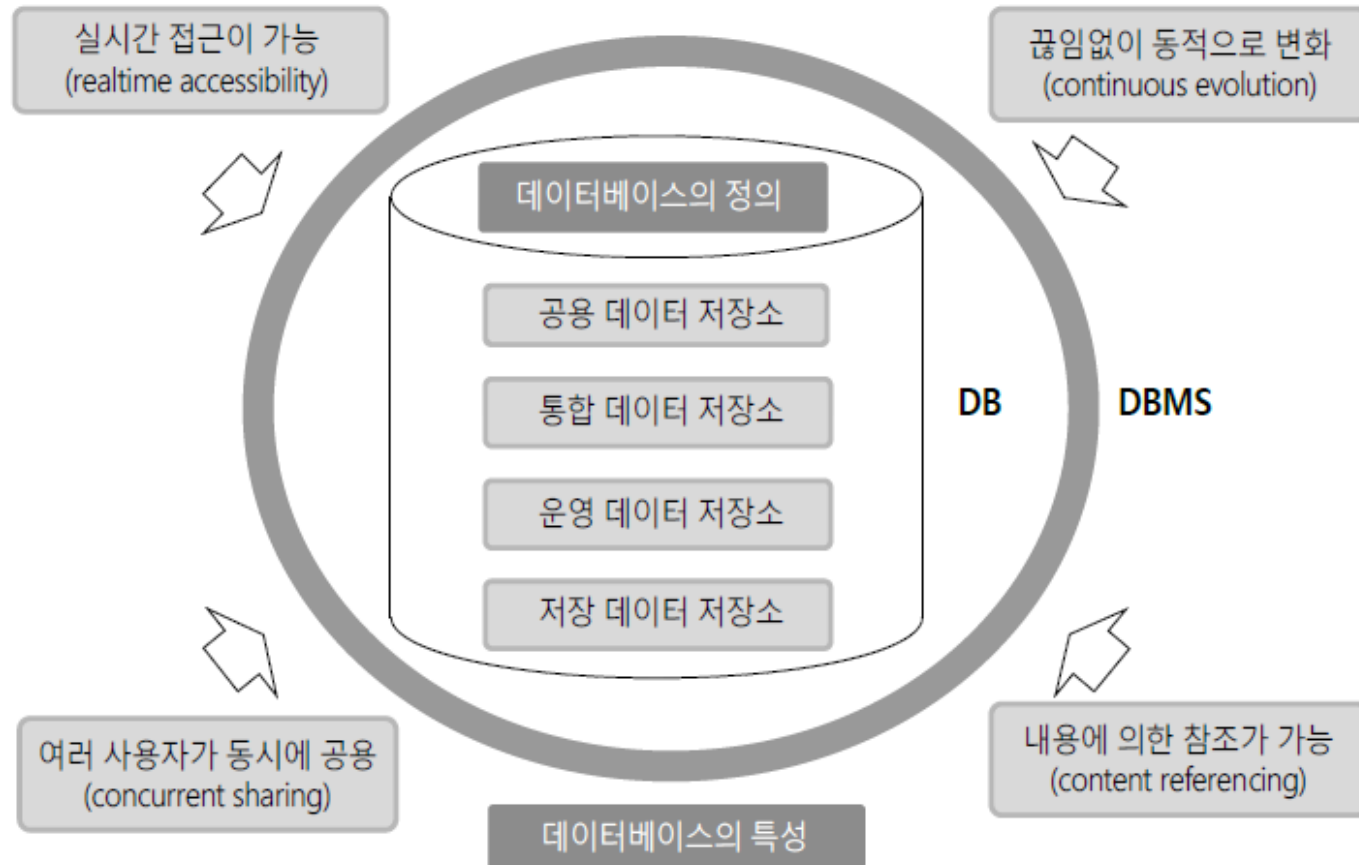 실시간 접근이 가능
(realtime accessibility)
끊임없이 동적으로 변화
(continuous evolution)
데이터베이스의 정의
공용 데이터 저장소
통합 데이터 저장소
DB
DBMS
운영 데이터 저장소
저장 데이터 저장소
여러 사용자가 동시에 공용
(concurrent sharing)
내용에 의한 참조가 가능
(content referencing)
데이터베이스의 특성